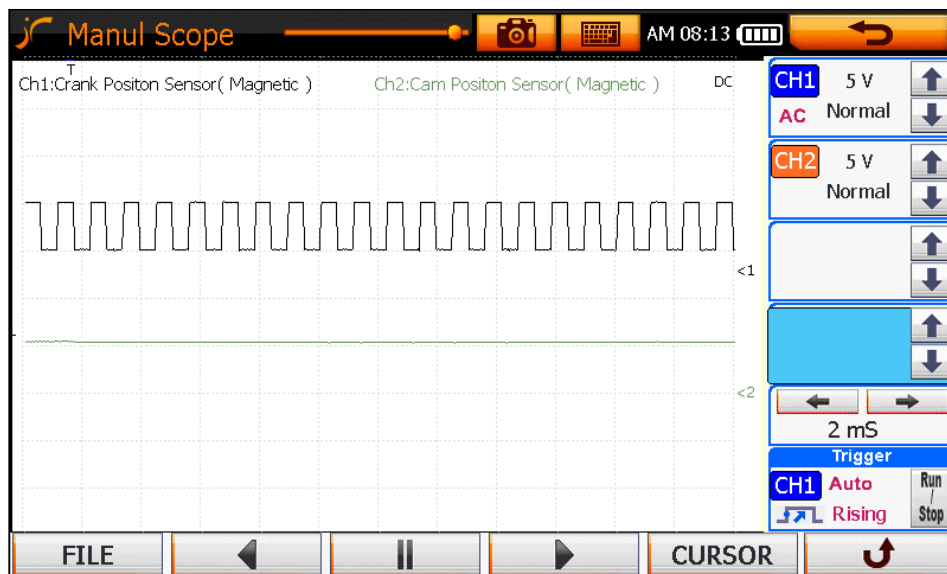 Manul Scope
AM 08:13
T
Ch1:Crank Positon Sensor( Magnetic )
Ch2:Cam Positon Sensor( Magnetic )
DC
CH1
5 V
AC
Normal
CH2
5 V
Normal
<1
<2
2 mS
Trigger
CH1
Auto
Rising
Run
/
Stop
FILE
CURSOR